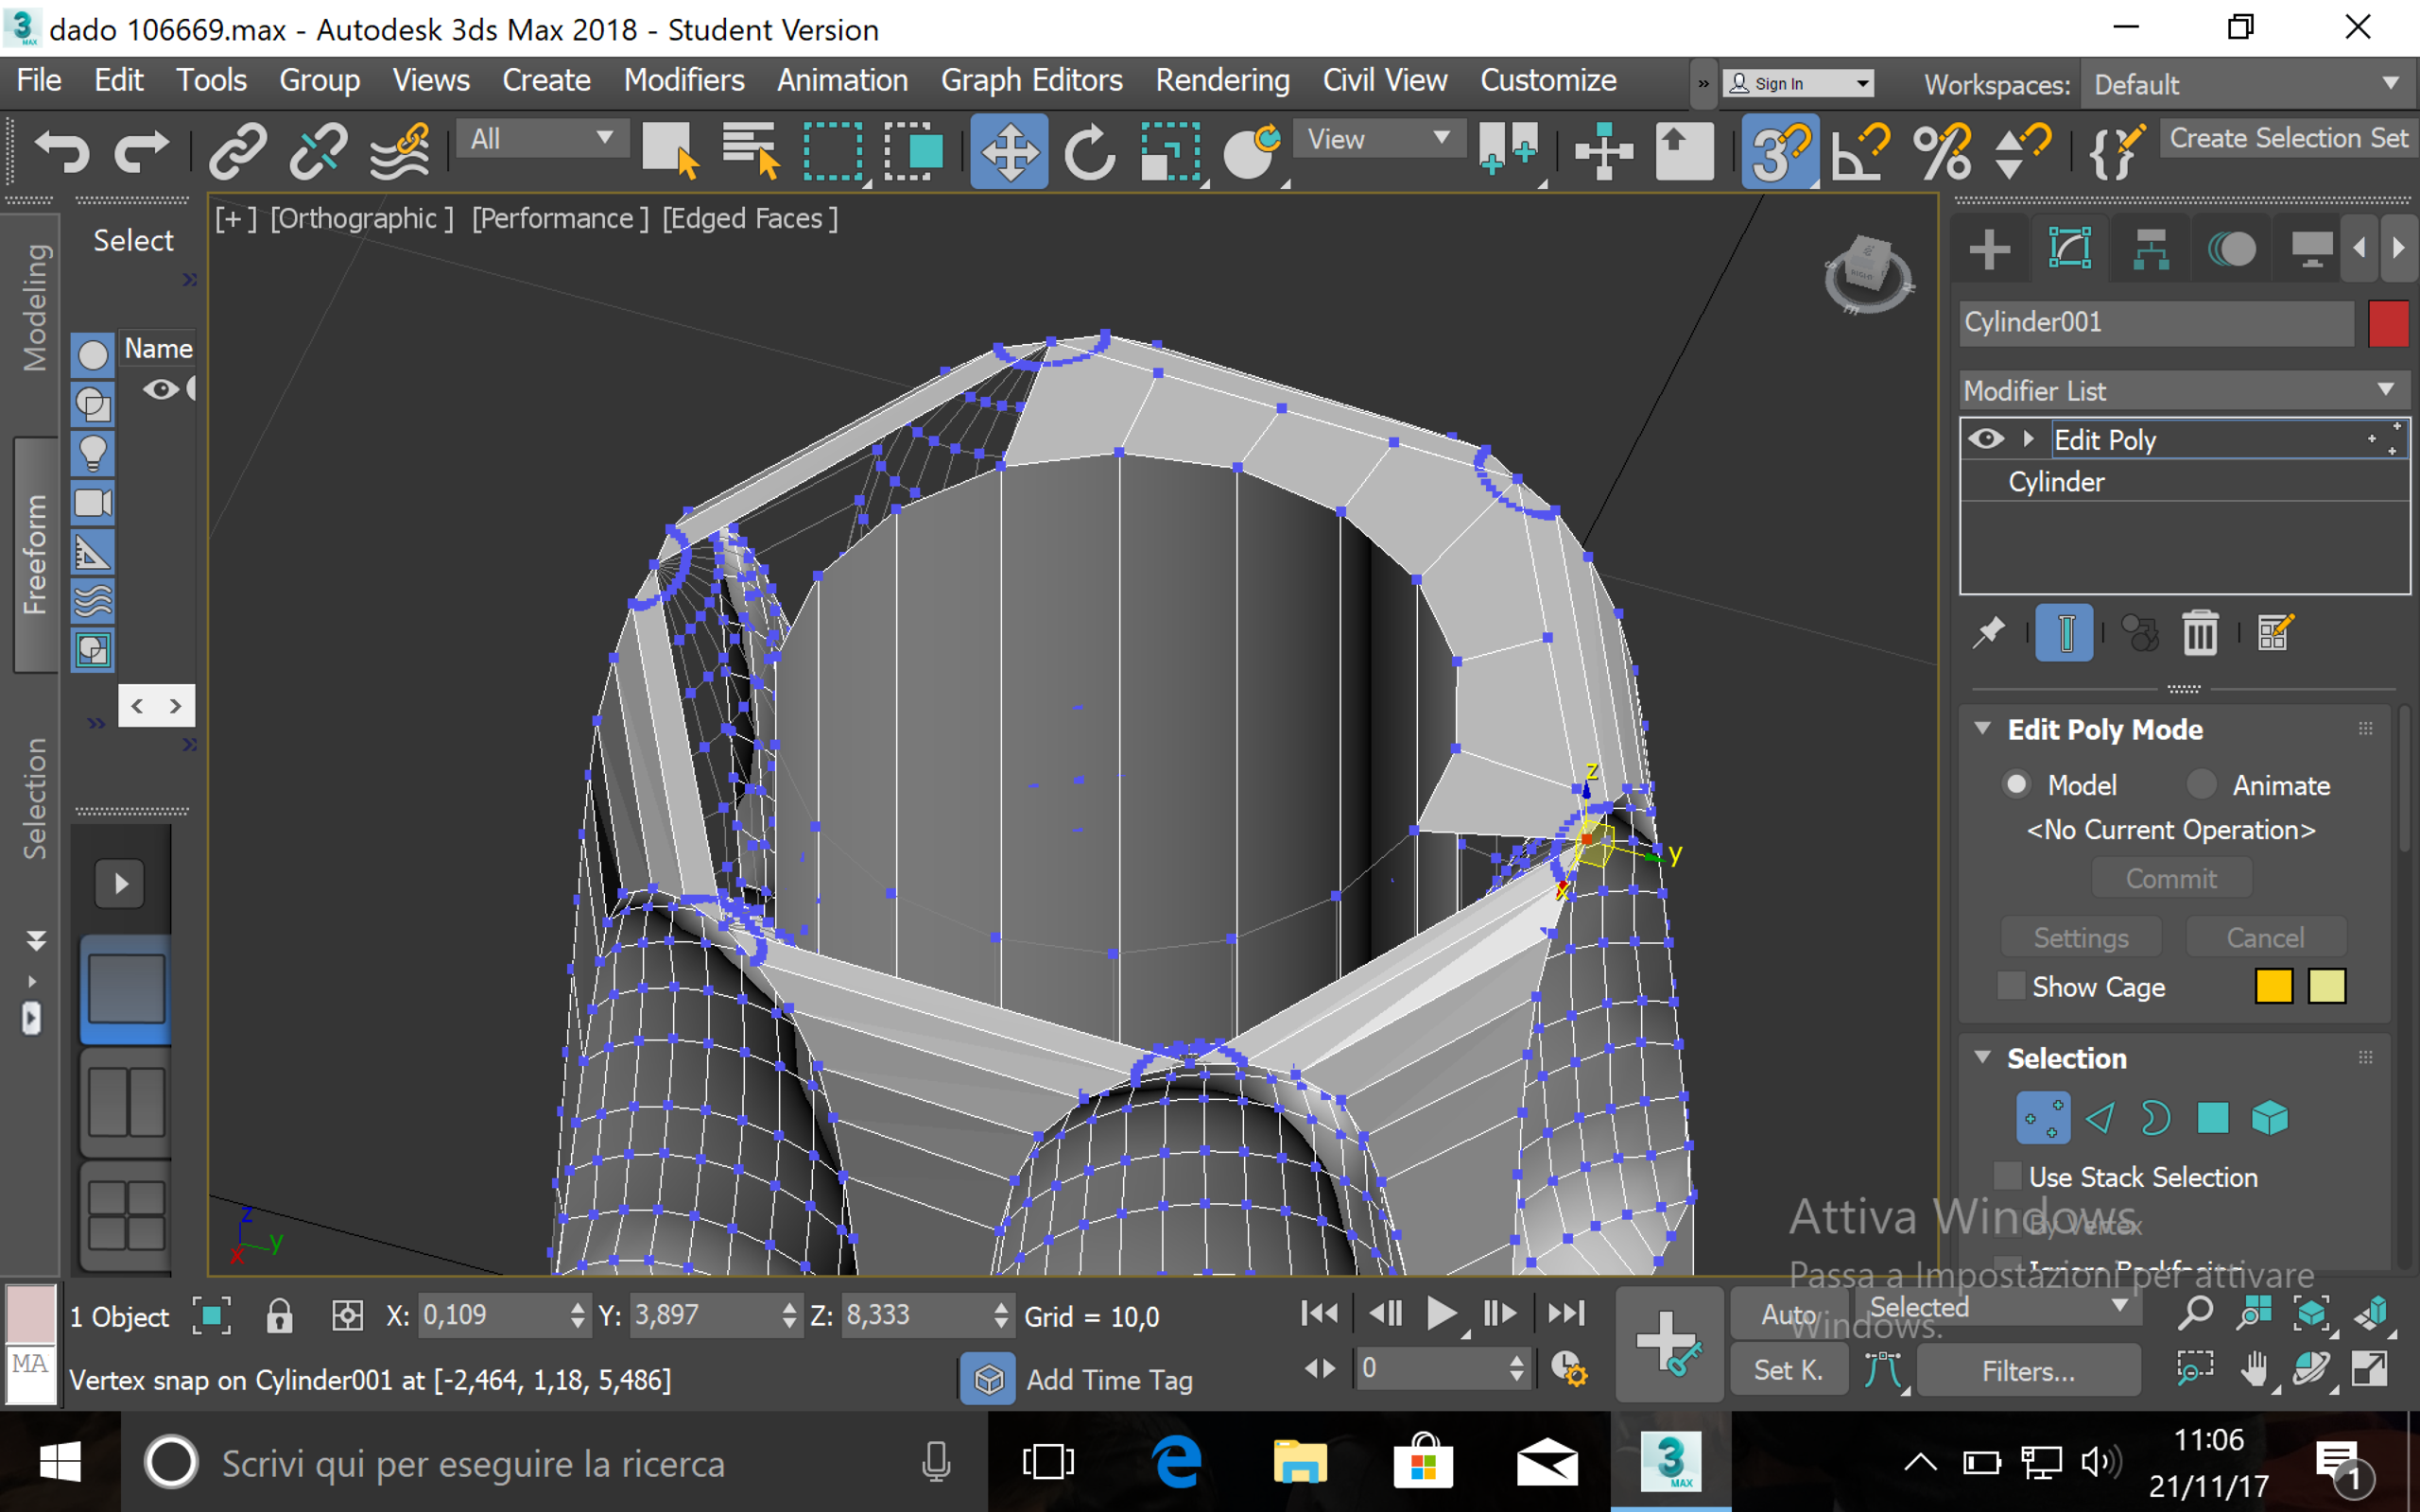 dado 106669.max - Autodesk 3ds Max 2018 - Student Version
File Edit Tools Group Views Create Modifiers Animation Graph Editors Rendering Civil View Customize » Sign In Workspaces: Default
All View Create Selection Set
[+] [Orthographic ] [Performance ] [Edged Faces ]
Modeling
Freeform
Selection
Select
Name
RIGHT
Cylinder001
Modifier List
Edit Poly
Cylinder
Edit Poly Mode
Model Animate
<No Current Operation>
Commit
Settings Cancel
Show Cage
Selection
Use Stack Selection
By Vertex
Ignore Backfacing
z
y
x
z
y
x
Attiva Windows
Passa a Impostazioni per attivare
Windows.
1 Object X: 0,109 Y: 3,897 Z: 8,333 Grid = 10,0
Auto Selected
MA
Vertex snap on Cylinder001 at [-2,464, 1,18, 5,486]
Add Time Tag
0
Set K. Filters...
Scrivi qui per eseguire la ricerca
3 MAX
11:06
21/11/17
1